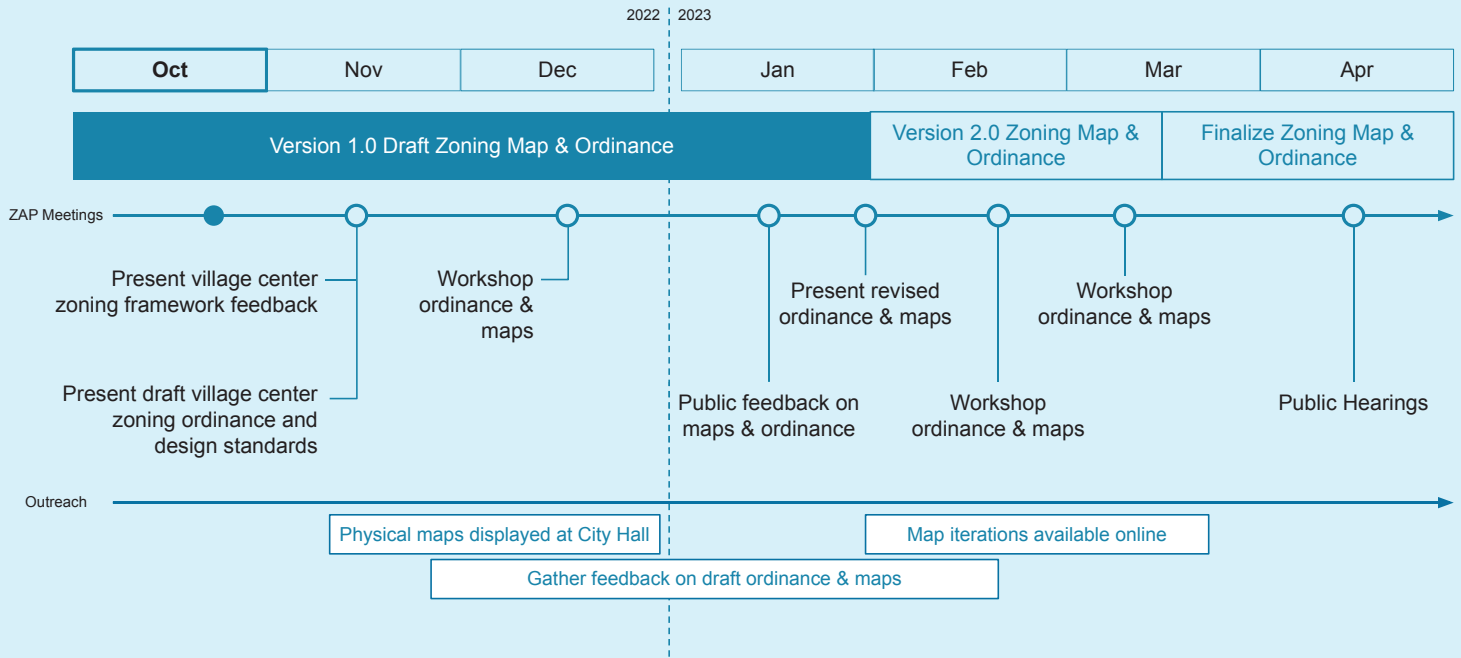 2022
2023
Oct
Nov
Dec
Jan
Feb
Mar
Apr
Version 1.0 Draft Zoning Map & Ordinance
Version 2.0 Zoning Map &
Ordinance
Finalize Zoning Map &
Ordinance
ZAP Meetings
Present village center
zoning framework feedback
Present draft village center
zoning ordinance and
design standards
Workshop
ordinance &
maps
Public feedback on
maps & ordinance
Present revised
ordinance & maps
Workshop
ordinance & maps
Workshop
ordinance & maps
Public Hearings
Outreach
Physical maps displayed at City Hall
Map iterations available online
Gather feedback on draft ordinance & maps